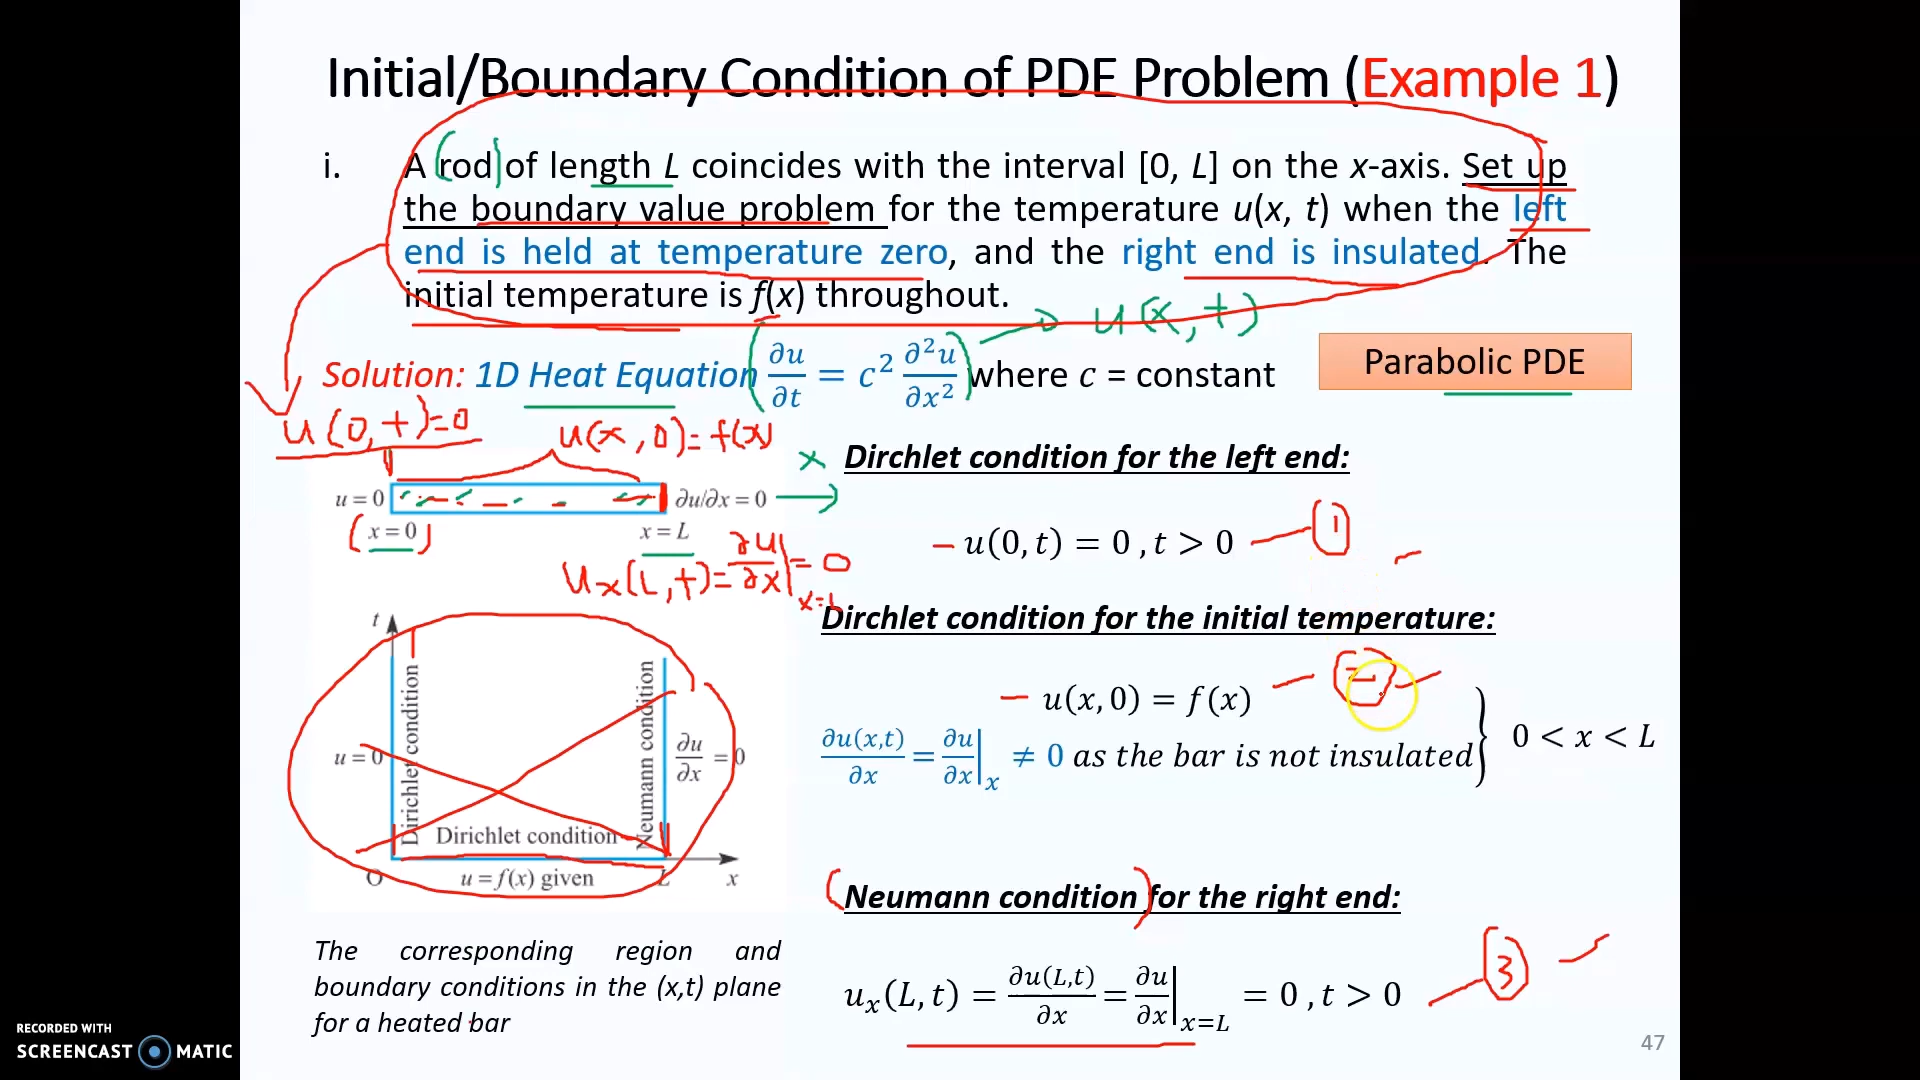 Initial/Boundary Condition of PDE Problem (Example 1)
i. A rod of length L coincides with the interval [0, L] on the x-axis. Set up
the boundary value problem for the temperature u(x, t) when the left
end is held at temperature zero, and the right end is insulated. The
initial temperature is f(x) throughout.
u(x,t)
Solution: 1D Heat Equation ∂u/∂t = c² ∂²u/∂x² where c = constant
Parabolic PDE
u(0,t)=0
u(x,0)=f(x)
x
u = 0
∂u/∂x = 0
x = 0
x = L
ux(L,t)=∂u/∂x|x=L = 0
Dirchlet condition for the left end:
u(0, t) = 0 , t > 0
1
Dirchlet condition for the initial temperature:
u(x, 0) = f(x)
2
∂u(x,t)/∂x = ∂u/∂x|x ≠ 0 as the bar is not insulated} 0 < x < L
Neumann condition for the right end:
ux(L, t) = ∂u(L,t)/∂x = ∂u/∂x|x=L = 0 , t > 0
3
t
Dirichlet condition
Neumann condition
u = 0
∂u/∂x = 0
Dirichlet condition
O
u = f(x) given
L
x
The corresponding region and
boundary conditions in the (x,t) plane
for a heated bar
RECORDED WITH
SCREENCAST MATIC
47